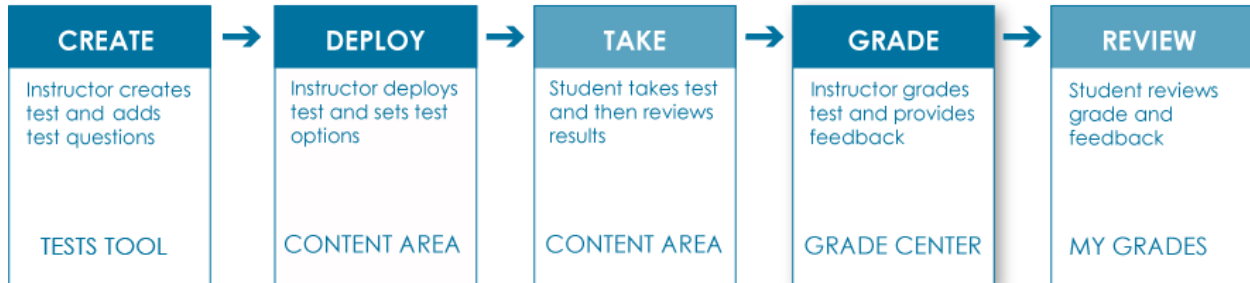 CREATE
Instructor creates
test and adds
test questions
TESTS TOOL
DEPLOY
Instructor deploys
test and sets test
options
CONTENT AREA
TAKE
Student takes test
and then reviews
results
CONTENT AREA
GRADE
Instructor grades
test and provides
feedback
GRADE CENTER
REVIEW
Student reviews
grade and
feedback
MY GRADES